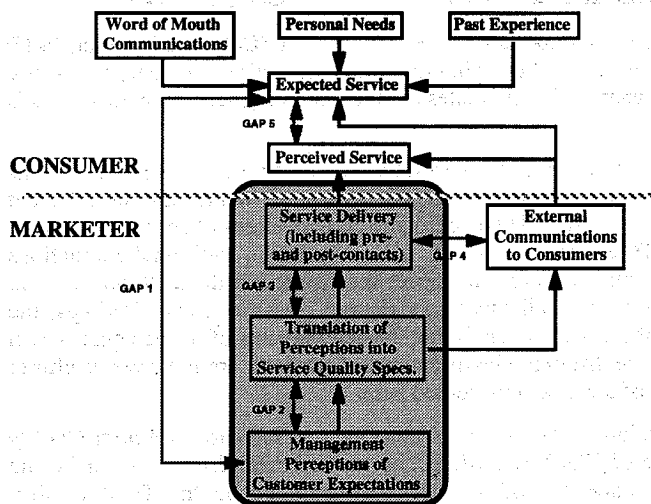 Word of Mouth
Communications
Personal Needs
Past Experience
Expected Service
GAP 5
CONSUMER
Perceived Service
MARKETER
Service Delivery
(including pre-
and post-contacts)
External
Communications
to Consumers
GAP 4
GAP 1
GAP 3
Translation of
Perceptions into
Service Quality Specs.
GAP 2
Management
Perceptions of
Customer Expectations